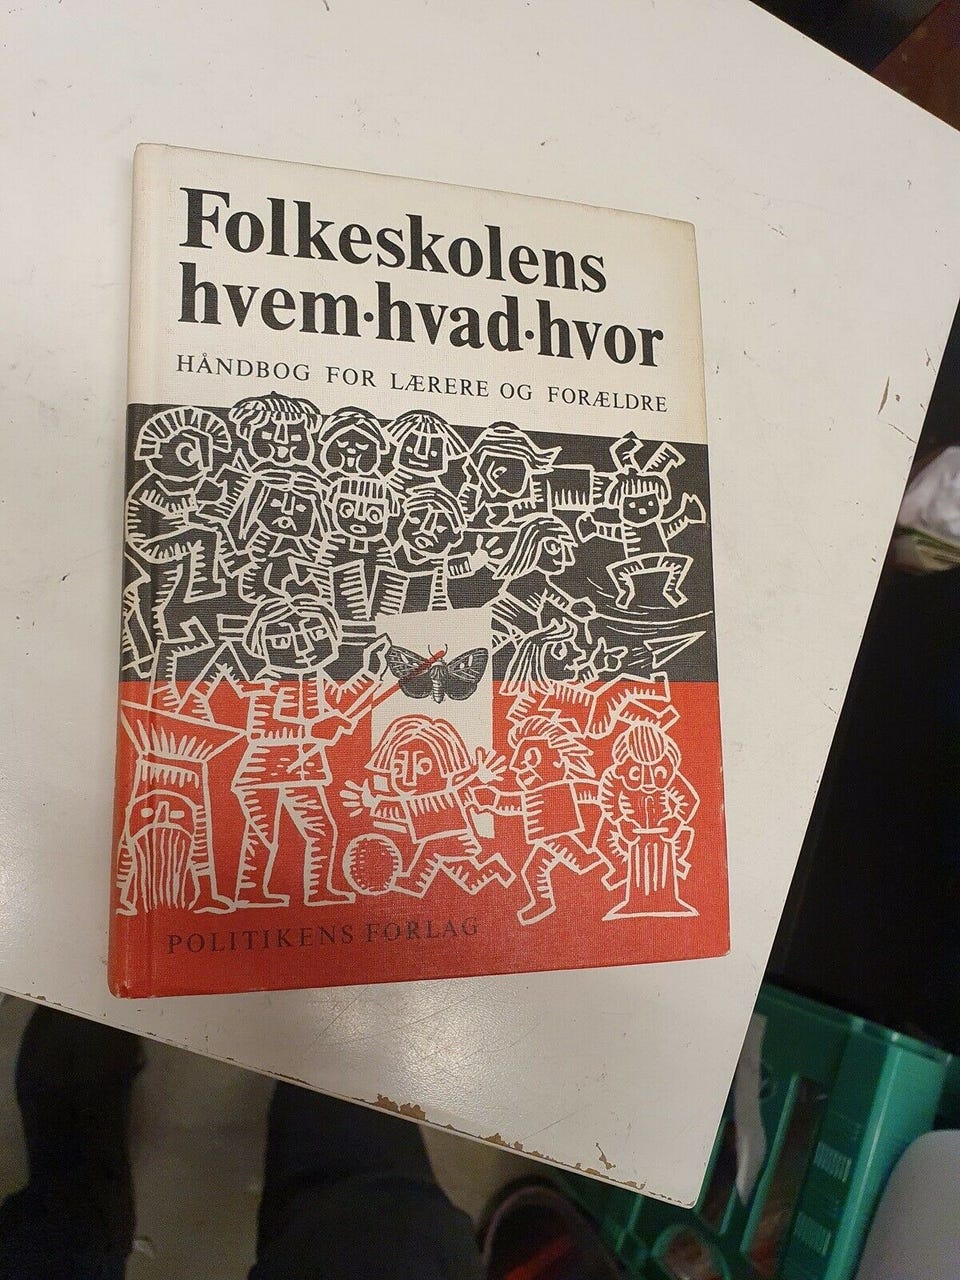 Folkeskolens
hvem·hvad·hvor
HÅNDBOG FOR LÆRERE OG FORÆLDRE
POLITIKENS FORLAG